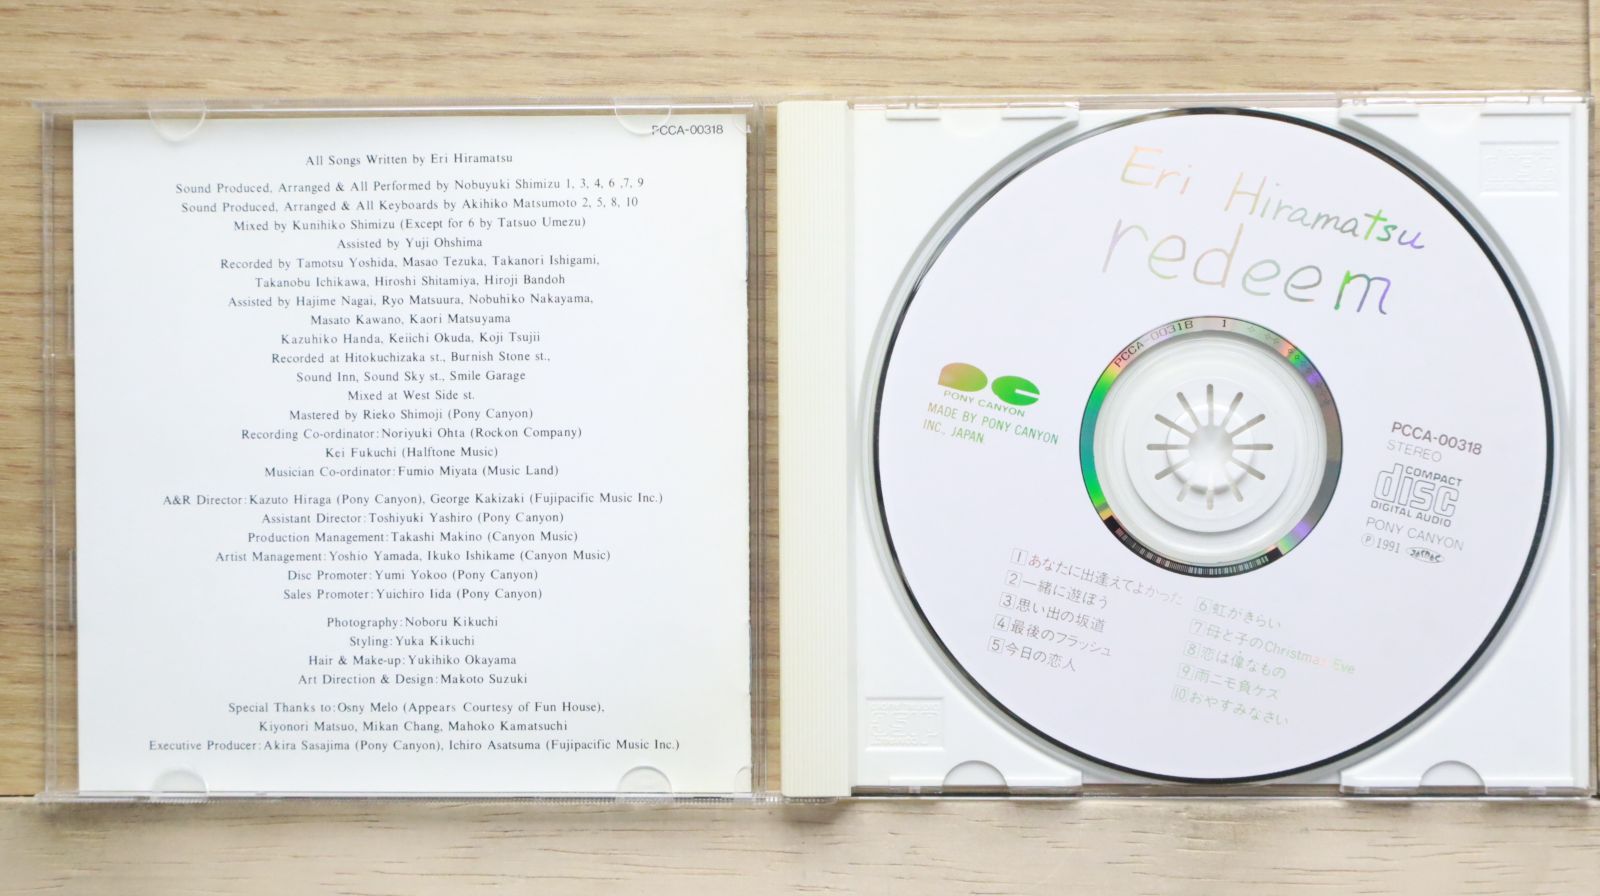 PCCA-00318
All Songs Written by Eri Hiramatsu
Sound Produced, Arranged & All Performed by Nobuyuki Shimizu 1, 3, 4, 6 ,7, 9
Sound Produced, Arranged & All Keyboards by Akihiko Matsumoto 2, 5, 8, 10
Mixed by Kunihiko Shimizu (Except for 6 by Tatsuo Umezu)
Assisted by Yuji Ohshima
Recorded by Tamotsu Yoshida, Masao Tezuka, Takanori Ishigami,
Takanobu Ichikawa, Hiroshi Shitamiya, Hiroji Bandoh
Assisted by Hajime Nagai, Ryo Matsuura, Nobuhiko Nakayama,
Masato Kawano, Kaori Matsuyama
Kazuhiko Handa, Keiichi Okuda, Koji Tsujii
Recorded at Hitokuchizaka st., Burnish Stone st.,
Sound Inn, Sound Sky st., Smile Garage
Mixed at West Side st.
Mastered by Rieko Shimoji (Pony Canyon)
Recording Co-ordinator:Noriyuki Ohta (Rockon Company)
Kei Fukuchi (Halftone Music)
Musician Co-ordinator:Fumio Miyata (Music Land)
A&R Director:Kazuto Hiraga (Pony Canyon), George Kakizaki (Fujipacific Music Inc.)
Assistant Director:Toshiyuki Yashiro (Pony Canyon)
Production Management:Takashi Makino (Canyon Music)
Artist Management:Yoshio Yamada, Ikuko Ishikame (Canyon Music)
Disc Promoter:Yumi Yokoo (Pony Canyon)
Sales Promoter:Yuichiro Iida (Pony Canyon)
Photography:Noboru Kikuchi
Styling:Yuka Kikuchi
Hair & Make-up:Yukihiko Okayama
Art Direction & Design:Makoto Suzuki
Special Thanks to:Osny Melo (Appears Courtesy of Fun House),
Kiyonori Matsuo, Mikan Chang, Mahoko Kamatsuchi
Executive Producer:Akira Sasajima (Pony Canyon), Ichiro Asatsuma (Fujipacific Music Inc.)
Eri Hiramatsu
redeem
PCCA-00318 1
PONY CANYON
MADE BY PONY CANYON
INC., JAPAN
PCCA-00318
STEREO
COMPACT
disc
DIGITAL AUDIO
PONY CANYON
Ⓟ1991 JASRAC
1 あなたに出逢えてよかった
2 一緒に遊ぼう
3 思い出の坂道
4 最後のフラッシュ
5 今日の恋人
6 虹がきらい
7 母と子のChristmas Eve
8 恋は偉なもの
9 雨ニモ負ケズ
10 おやすみなさい